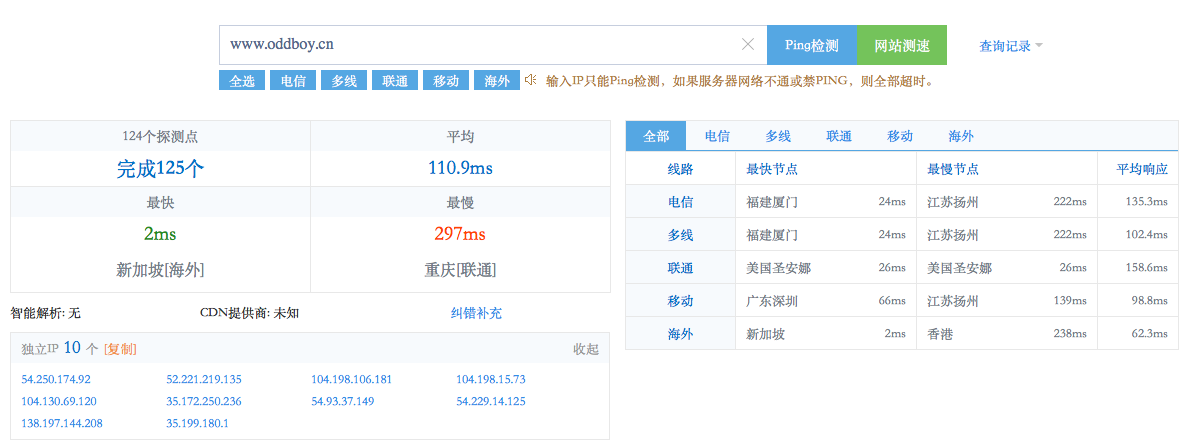 www.oddboy.cn
Ping检测
网站测速
查询记录
全选 电信 多线 联通 移动 海外
输入IP只能Ping检测，如果服务器网络不通或禁PING，则全部超时。
124个探测点 平均
完成125个 110.9ms
最快 最慢
2ms 297ms
新加坡[海外] 重庆[联通]
智能解析: 无 CDN提供商: 未知 纠错补充
独立IP 10 个 [复制] 收起
54.250.174.92 52.221.219.135 104.198.106.181 104.198.15.73
104.130.69.120 35.172.250.236 54.93.37.149 54.229.14.125
138.197.144.208 35.199.180.1
全部 电信 多线 联通 移动 海外
线路 最快节点 最慢节点 平均响应
电信 福建厦门 24ms 江苏扬州 222ms 135.3ms
多线 福建厦门 24ms 江苏扬州 222ms 102.4ms
联通 美国圣安娜 26ms 美国圣安娜 26ms 158.6ms
移动 广东深圳 66ms 江苏扬州 139ms 98.8ms
海外 新加坡 2ms 香港 238ms 62.3ms